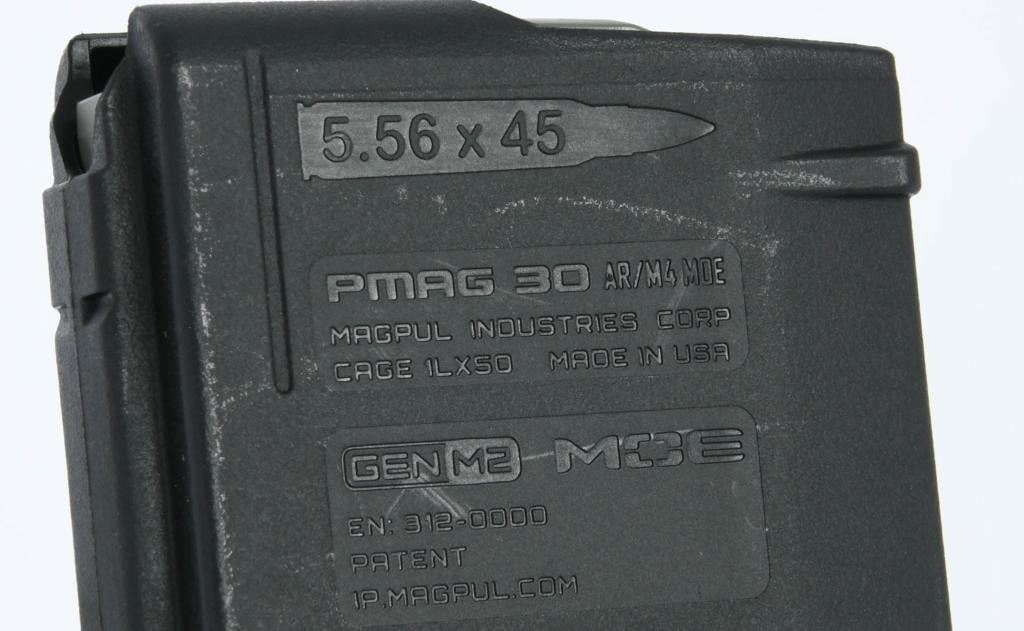 5.56 x 45
PMAG 30 AR/M4 MOE
MAGPUL INDUSTRIES CORP
CAGE 1LX50 MADE IN USA
GEN M2 MOE
EN: 312-0000
PATENT
IP.MAGPUL.COM